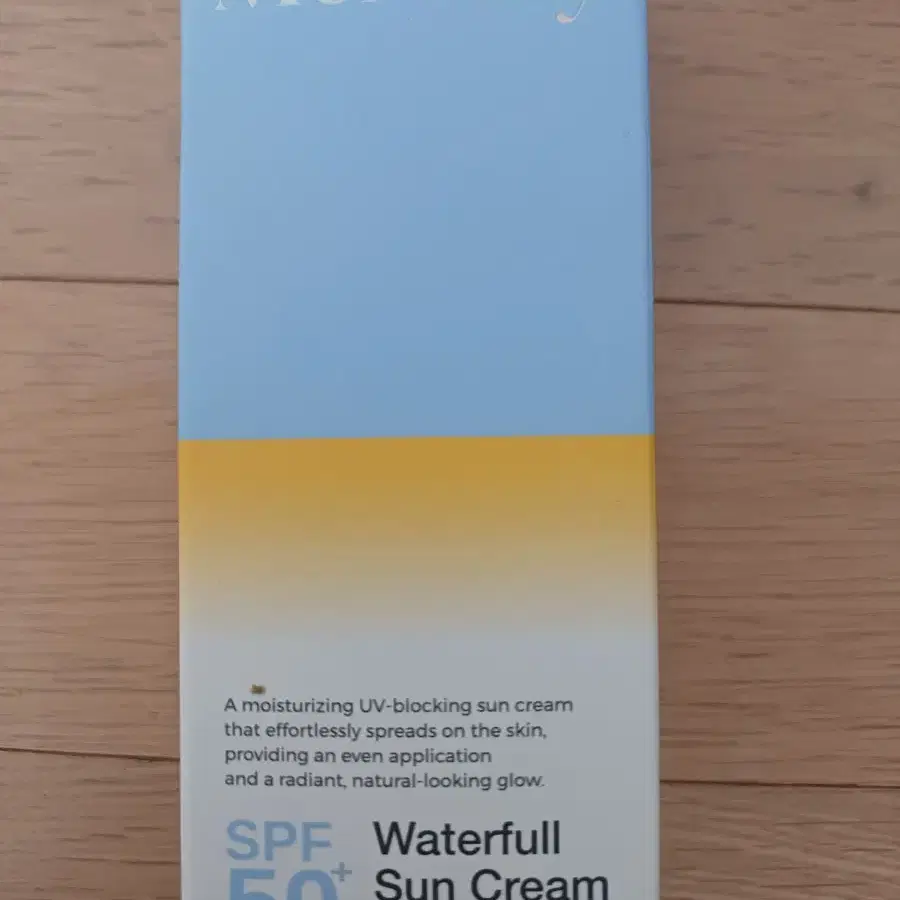 A moisturizing UV-blocking sun cream
that effortlessly spreads on the skin,
providing an even application
and a radiant, natural-looking glow.
SPF
50+
Waterfull
Sun Cream